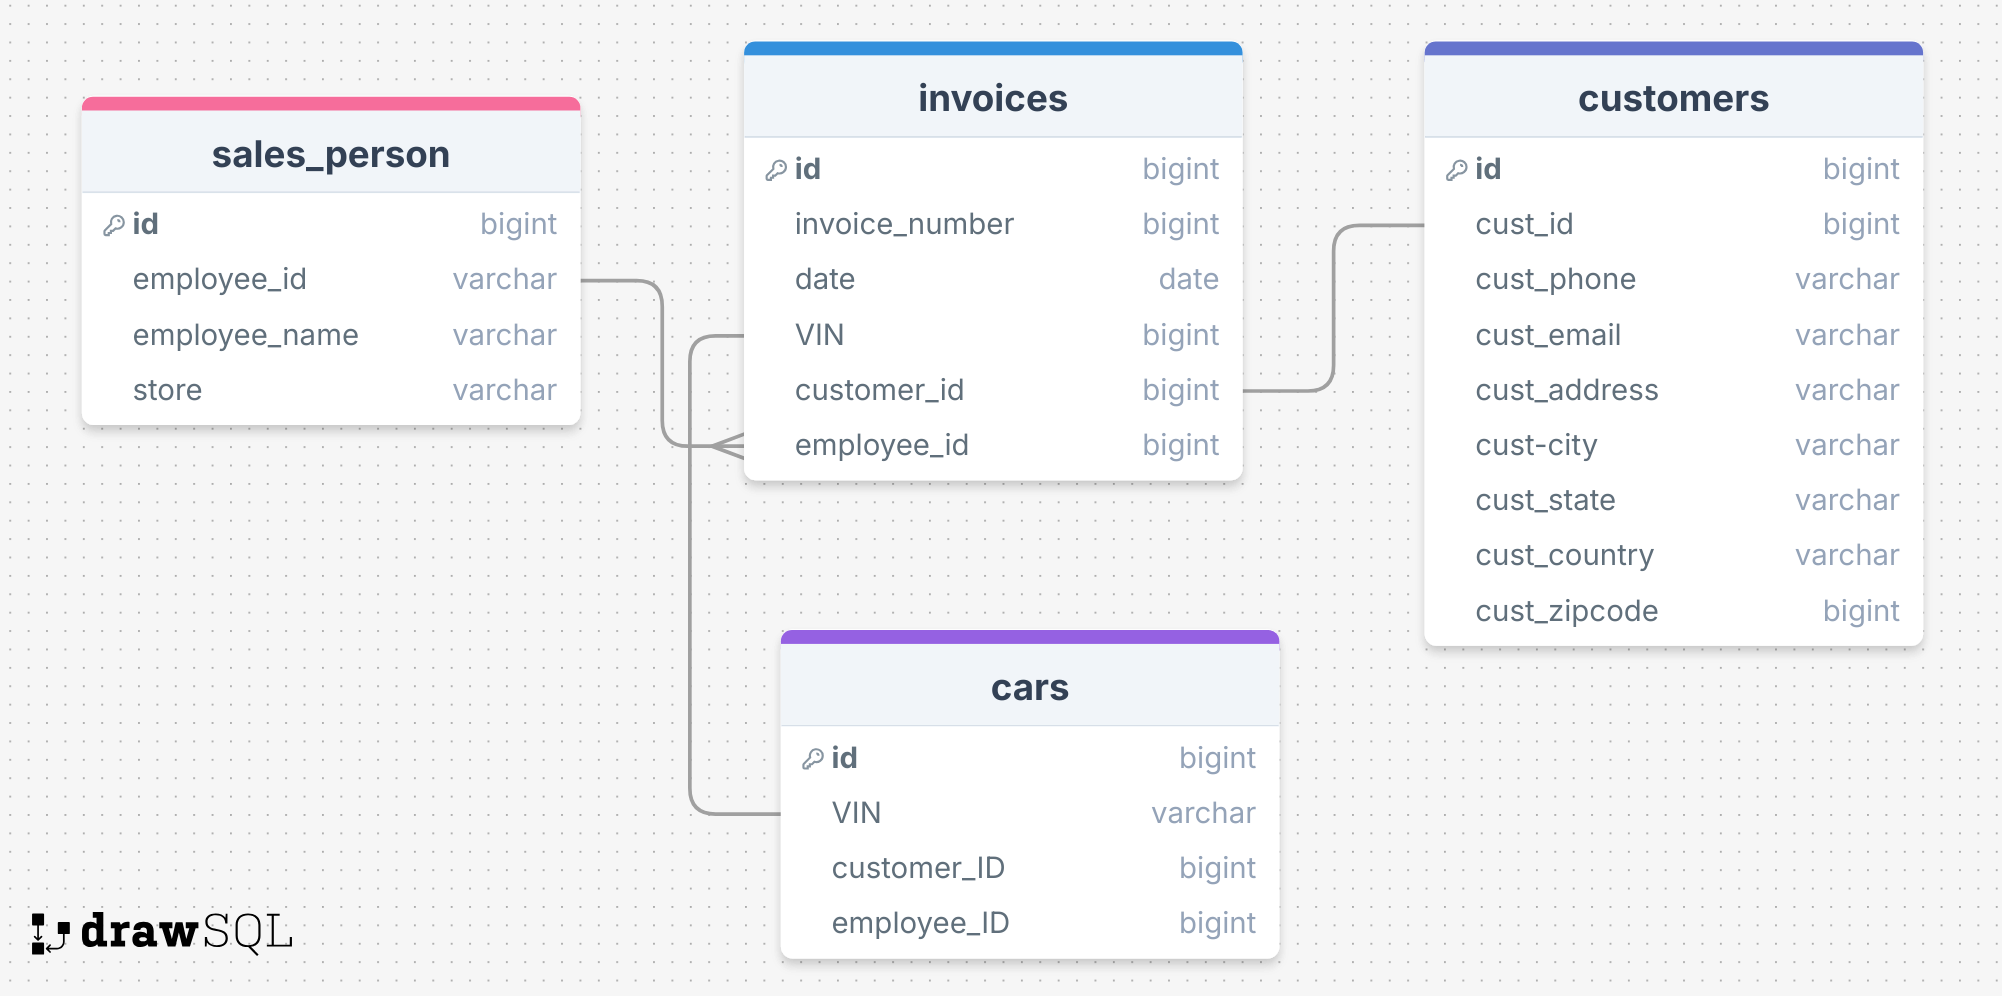 sales_person
id bigint
employee_id varchar
employee_name varchar
store varchar
invoices
id bigint
invoice_number bigint
date date
VIN bigint
customer_id bigint
employee_id bigint
customers
id bigint
cust_id bigint
cust_phone varchar
cust_email varchar
cust_address varchar
cust-city varchar
cust_state varchar
cust_country varchar
cust_zipcode bigint
cars
id bigint
VIN varchar
customer_ID bigint
employee_ID bigint
drawSQL